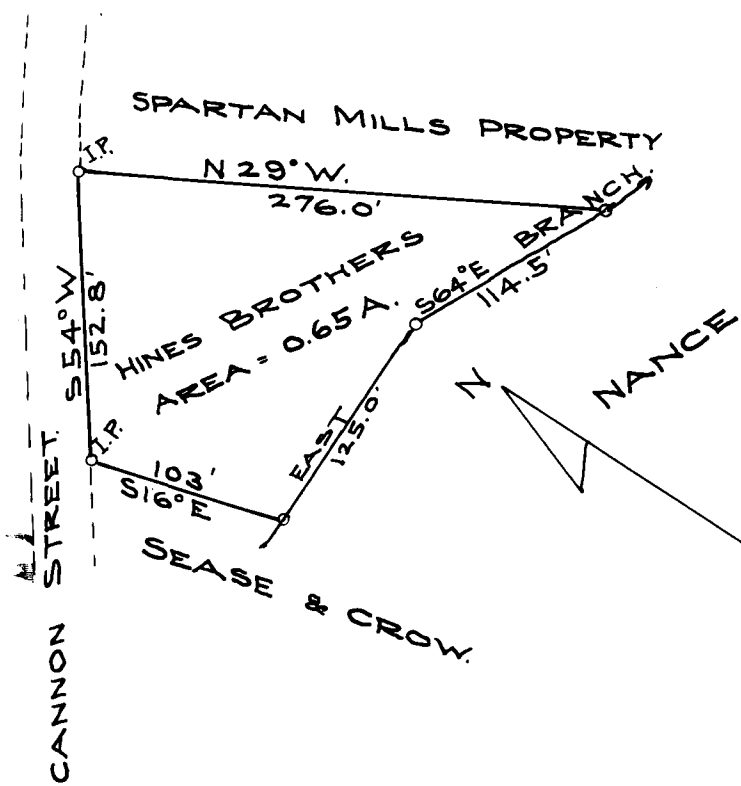 SPARTAN MILLS PROPERTY
I.P.
N 29° W.
276.0'
BRANCH.
S64°E
114.5'
HINES BROTHERS
AREA = 0.65 A.
S 54° W
152.8'
NANCE
N
I.P.
EAST
125.0'
103'
S16°E
SEASE & CROW.
CANNON STREET.